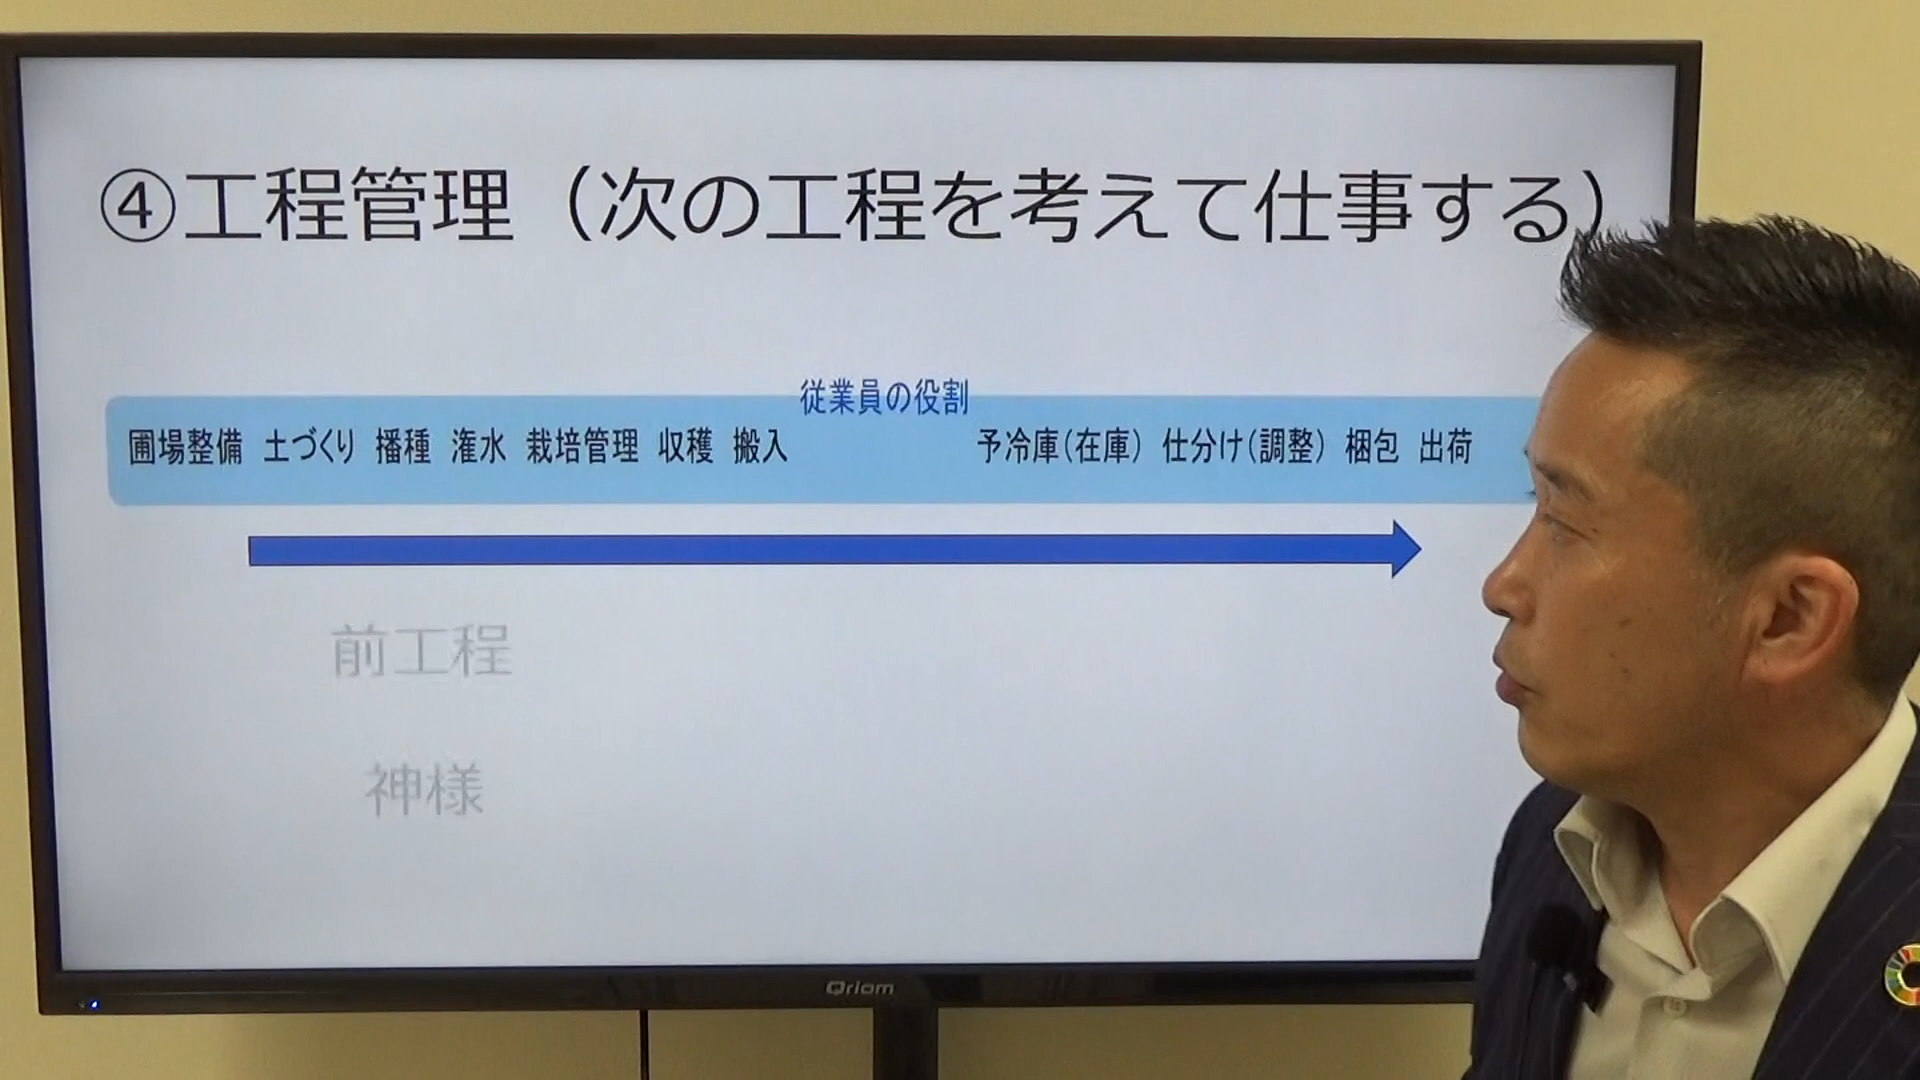 ④工程管理（次の工程を考えて仕事する）
従業員の役割
圃場整備 土づくり 播種 潅水 栽培管理 収穫 搬入 予冷庫（在庫） 仕分け（調整） 梱包 出荷
前工程
神様
Qriom